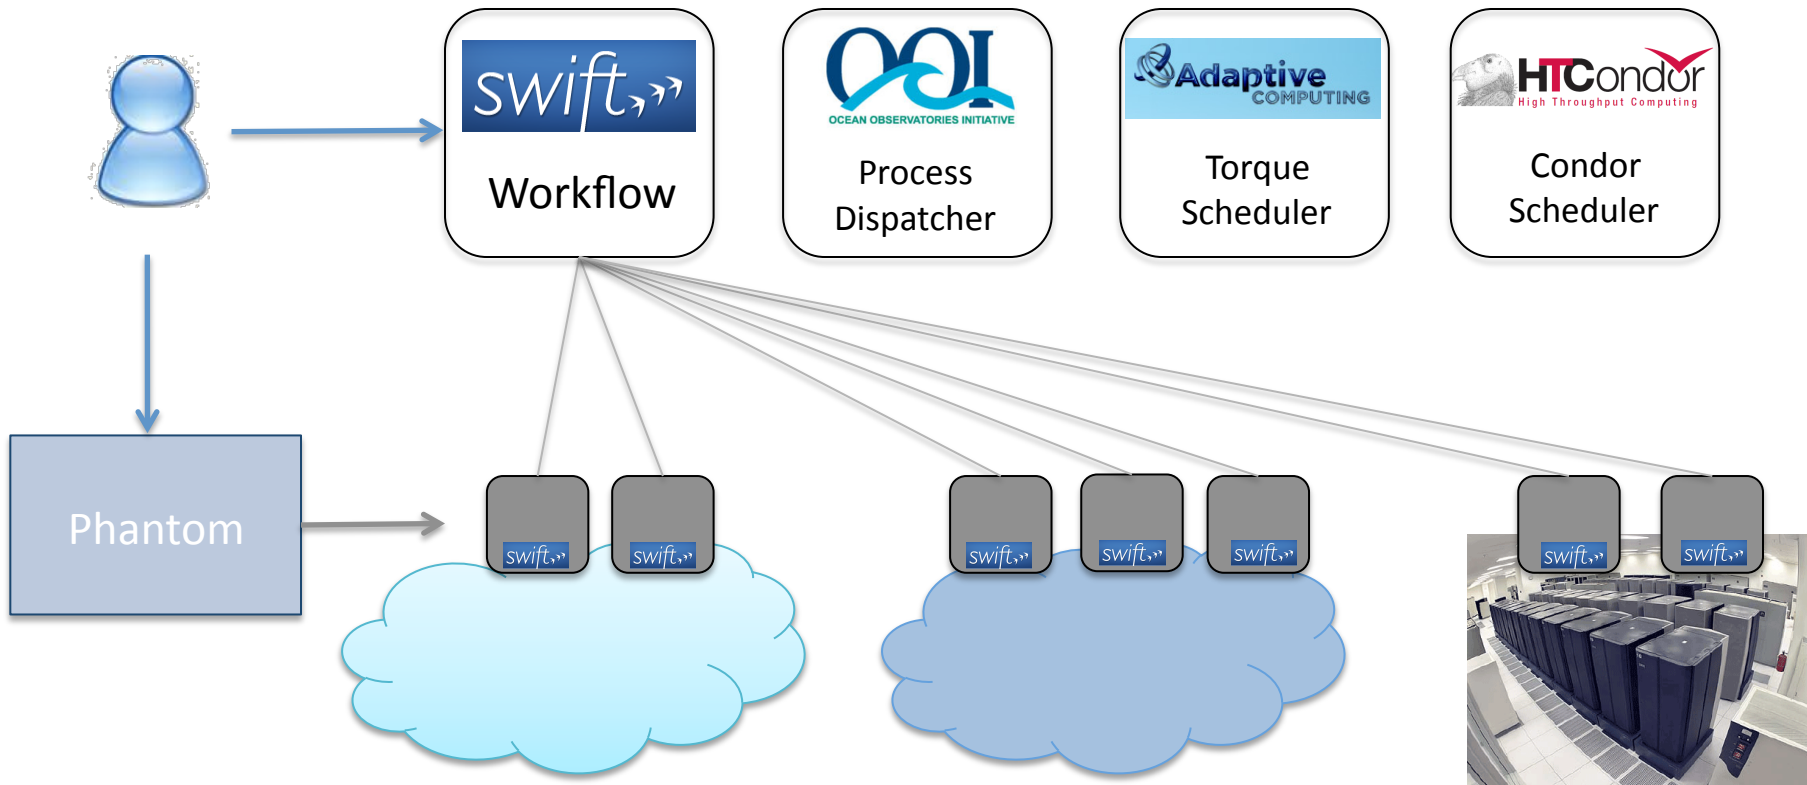 swift
Workflow
OOI
OCEAN OBSERVATORIES INITIATIVE
Process
Dispatcher
Adaptive
COMPUTING
Torque
Scheduler
HTCondor
High Throughput Computing
Condor
Scheduler
Phantom
swift
swift
swift
swift
swift
swift
swift